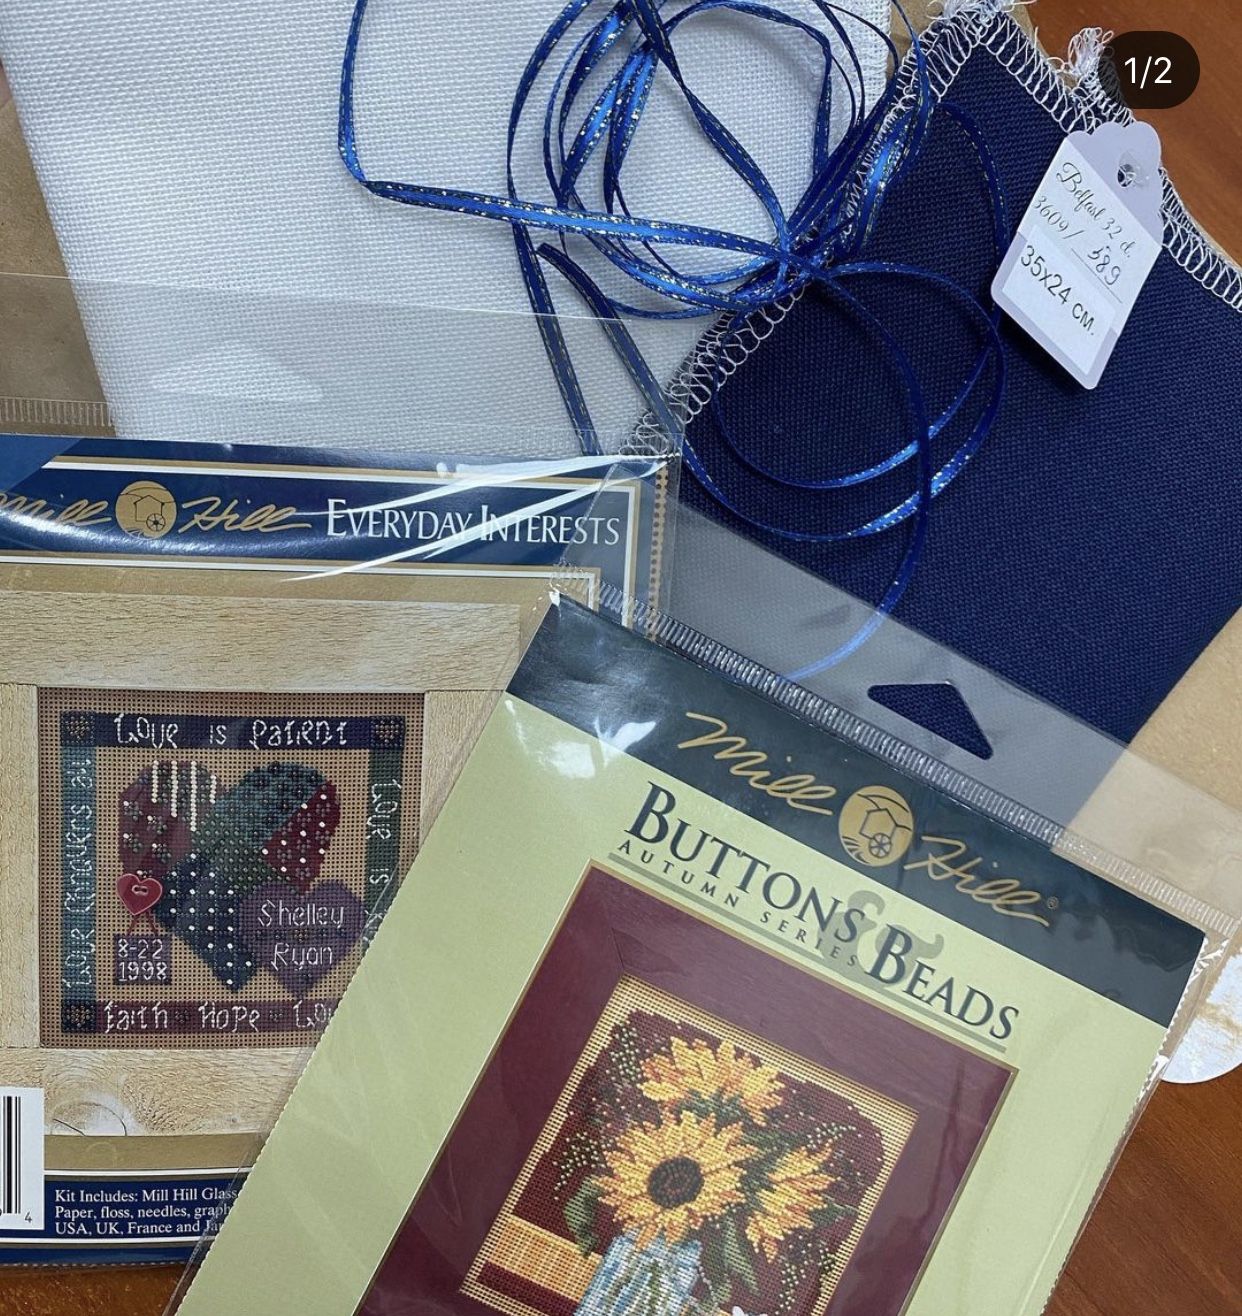 1/2
Belfast 32 ct.
3609/589
35x24 см.
Mill Hill EVERYDAY INTERESTS
Love is Patient
Love is
Faith Hope
Shelley
Ryan
8-22
1998
4
Kit Includes: Mill Hill Glass
Paper, floss, needles, graph
USA, UK, France and
Mill Hill®
BUTTONS & BEADS
AUTUMN SERIES